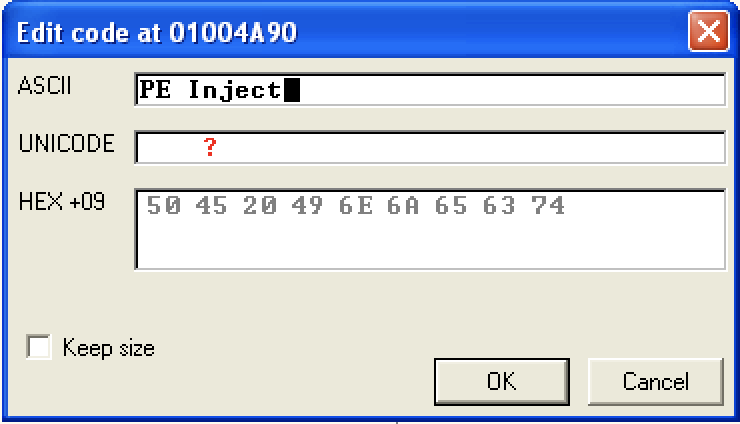 Edit code at 01004A90
ASCII PE Inject
UNICODE ?
HEX +09 50 45 20 49 6E 6A 65 63 74
Keep size
OK Cancel